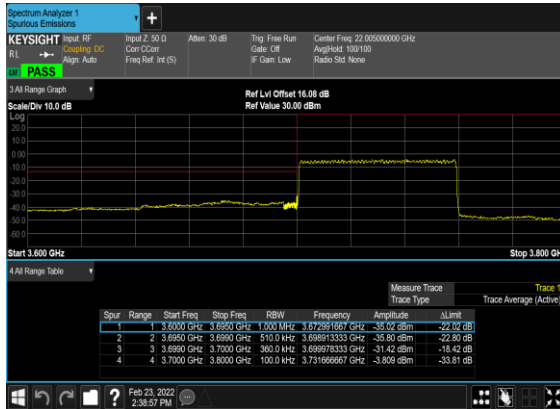 Spectrum Analyzer 1
Spurious Emissions
+
KEYSIGHT Input: RF Input Z: 50 Ω Atten: 30 dB Trig: Free Run Center Freq: 22.005000000 GHz
RL Coupling: DC Corr CCorr Gate: Off Avg|Hold: 100/100
Align: Auto Freq Ref: Int (S) IF Gain: Low Radio Std: None
LU PASS
3 All Range Graph
Ref Lvl Offset 16.08 dB
Scale/Div 10.0 dB Ref Value 30.00 dBm
Log
20.0
10.0
0.00
-10.0
-20.0
-30.0
-40.0
-50.0
-60.0
Start 3.600 GHz Stop 3.800 GH
4 All Range Table
Measure Trace Trace 1
Trace Type Trace Average (Active)
Spur Range Start Freq Stop Freq RBW Frequency Amplitude ΔLimit
1 1 3.6000 GHz 3.6950 GHz 1.000 MHz 3.672991667 GHz -35.02 dBm -22.02 dB
2 2 3.6950 GHz 3.6990 GHz 510.0 kHz 3.698913333 GHz -35.80 dBm -22.80 dB
3 3 3.6990 GHz 3.7000 GHz 360.0 kHz 3.699978333 GHz -31.42 dBm -18.42 dB
4 4 3.7000 GHz 3.8000 GHz 100.0 kHz 3.731666667 GHz -3.809 dBm -33.81 dB
? Feb 23, 2022
2:38:57 PM